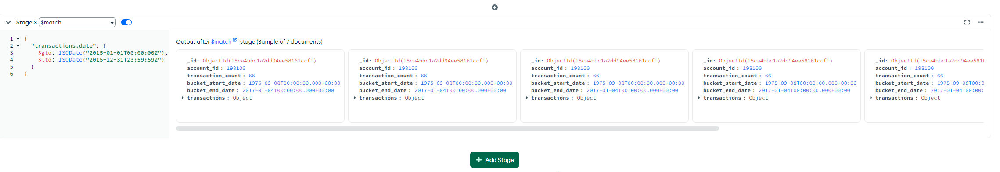 Stage 3 $match
1 {
2 "transactions.date": {
3 $gte: ISODate("2015-01-01T00:00:00Z"),
4 $lte: ISODate("2015-12-31T23:59:59Z")
5 }
6 }
Output after $match stage (Sample of 7 documents)
_id: ObjectId('5ca4bbc1a2dd94ee58161ccf')
account_id : 198100
transaction_count : 66
bucket_start_date : 1975-09-08T00:00:00.000+00:00
bucket_end_date : 2017-01-04T00:00:00.000+00:00
transactions : Object
_id: ObjectId('5ca4bbc1a2dd94ee58161ccf')
account_id : 198100
transaction_count : 66
bucket_start_date : 1975-09-08T00:00:00.000+00:00
bucket_end_date : 2017-01-04T00:00:00.000+00:00
transactions : Object
_id: ObjectId('5ca4bbc1a2dd94ee58161ccf')
account_id : 198100
transaction_count : 66
bucket_start_date : 1975-09-08T00:00:00.000+00:00
bucket_end_date : 2017-01-04T00:00:00.000+00:00
transactions : Object
_id: ObjectId('5ca4bbc1a2dd94ee58161ccf')
account_id : 198100
transaction_count : 66
bucket_start_date : 1975-09-08T00:00:00.000+00:00
bucket_end_date : 2017-01-04T00:00:00.000+00:00
transactions : Object
_id: ObjectId('5ca4bbc1a2dd94ee58161
account_id : 198100
transaction_count : 66
bucket_start_date : 1975-09-08T00:0
bucket_end_date : 2017-01-04T00:00:
transactions : Object
Add Stage